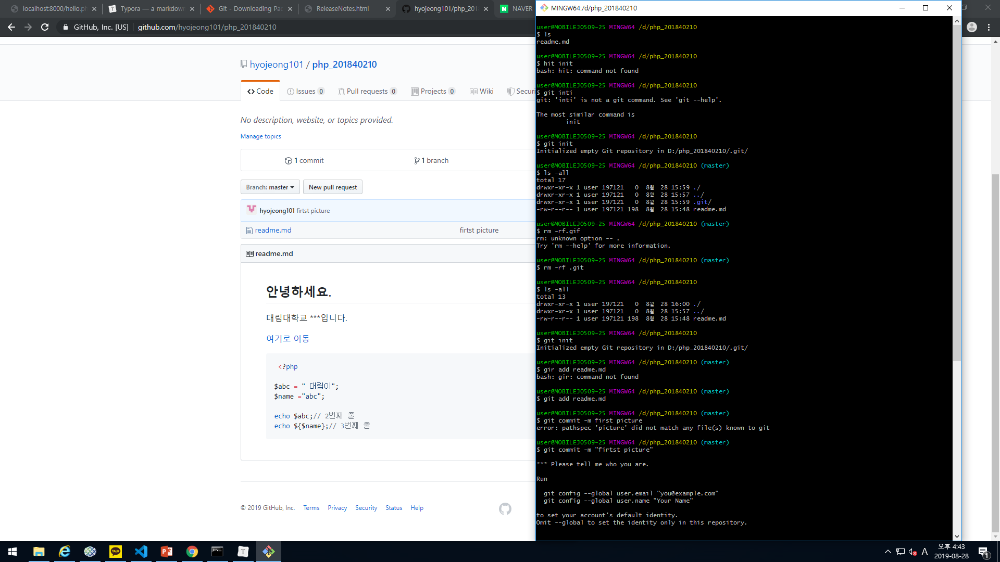 localhost:8000/hello.p
Typora — a markdown
Git - Downloading Pac
ReleaseNotes.html
hyojeong101/php_201
NAVER
GitHub, Inc. [US]
github.com/hyojeong101/php_201840210
hyojeong101 / php_201840210
Code
Issues 0
Pull requests 0
Projects 0
Wiki
Securi
No description, website, or topics provided.
Manage topics
1 commit
1 branch
Branch: master
New pull request
hyojeong101 firtst picture
readme.md
firtst picture
readme.md
안녕하세요.
대림대학교 ***입니다.
여기로 이동
<?php
$abc = " 대림이";
$name ="abc";
echo $abc;// 2번째 줄
echo ${$name};// 3번째 줄
© 2019 GitHub, Inc.
Terms
Privacy
Security
Status
Help
MINGW64:/d/php_201840210
user@MOBILEJ0509-25 MINGW64 /d/php_201840210
$ ls
readme.md
user@MOBILEJ0509-25 MINGW64 /d/php_201840210
$ hit init
bash: hit: command not found
user@MOBILEJ0509-25 MINGW64 /d/php_201840210
$ git inti
git: 'inti' is not a git command. See 'git --help'.
The most similar command is
init
user@MOBILEJ0509-25 MINGW64 /d/php_201840210
$ git init
Initialized empty Git repository in D:/php_201840210/.git/
user@MOBILEJ0509-25 MINGW64 /d/php_201840210 (master)
$ ls -all
total 17
drwxr-xr-x 1 user 197121 0 8월 28 15:59 ./
drwxr-xr-x 1 user 197121 0 8월 28 15:57 ../
drwxr-xr-x 1 user 197121 0 8월 28 15:59 .git/
-rw-r--r-- 1 user 197121 198 8월 28 15:48 readme.md
user@MOBILEJ0509-25 MINGW64 /d/php_201840210 (master)
$ rm -rf.gif
rm: unknown option -- .
Try 'rm --help' for more information.
user@MOBILEJ0509-25 MINGW64 /d/php_201840210 (master)
$ rm -rf .git
user@MOBILEJ0509-25 MINGW64 /d/php_201840210
$ ls -all
total 13
drwxr-xr-x 1 user 197121 0 8월 28 16:00 ./
drwxr-xr-x 1 user 197121 0 8월 28 15:57 ../
-rw-r--r-- 1 user 197121 198 8월 28 15:48 readme.md
user@MOBILEJ0509-25 MINGW64 /d/php_201840210
$ git init
Initialized empty Git repository in D:/php_201840210/.git/
user@MOBILEJ0509-25 MINGW64 /d/php_201840210 (master)
$ gir add readme.md
bash: gir: command not found
user@MOBILEJ0509-25 MINGW64 /d/php_201840210 (master)
$ git add readme.md
user@MOBILEJ0509-25 MINGW64 /d/php_201840210 (master)
$ git commit -m first picture
error: pathspec 'picture' did not match any file(s) known to git
user@MOBILEJ0509-25 MINGW64 /d/php_201840210 (master)
$ git commit -m "firtst picture"
*** Please tell me who you are.
Run
git config --global user.email "you@example.com"
git config --global user.name "Your Name"
to set your account's default identity.
Omit --global to set the identity only in this repository.
TALK
T
A
오후 4:43
2019-08-28
1